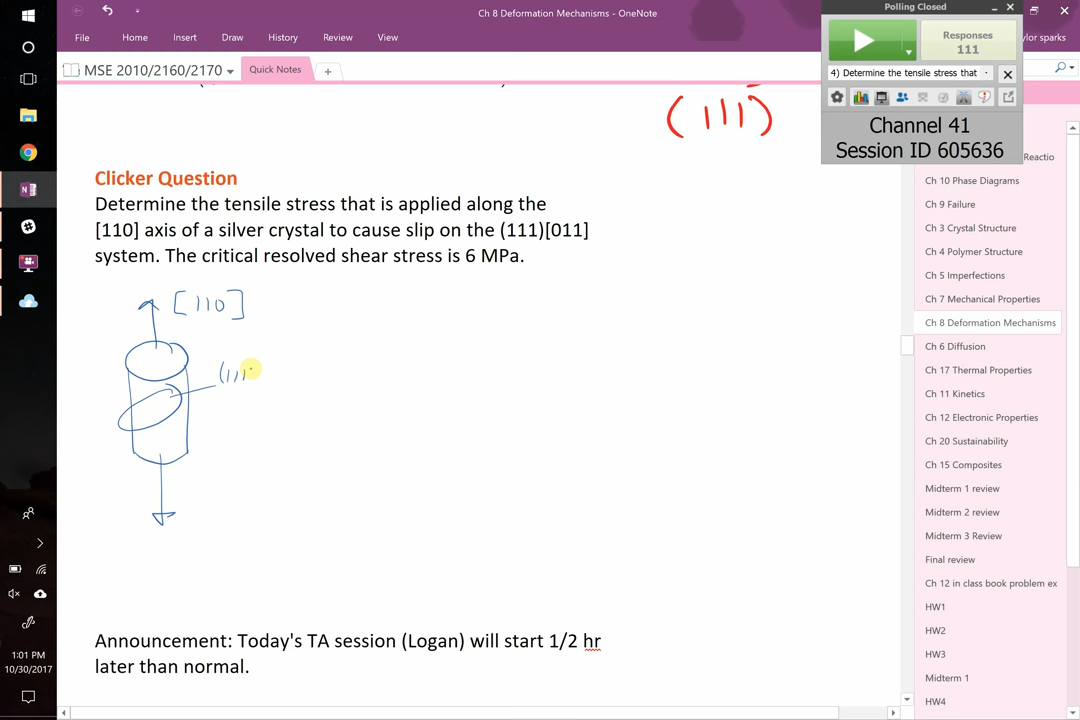 Ch 8 Deformation Mechanisms - OneNote
Polling Closed
File Home Insert Draw History Review View
Responses
111
ylor sparks
MSE 2010/2160/2170
Quick Notes
4) Determine the tensile stress that
Channel 41
Session ID 605636
(111)
Clicker Question
Determine the tensile stress that is applied along the
[110] axis of a silver crystal to cause slip on the (111)[011]
system. The critical resolved shear stress is 6 MPa.
[110]
(111
Announcement: Today's TA session (Logan) will start 1/2 hr
later than normal.
Reactio
Ch 10 Phase Diagrams
Ch 9 Failure
Ch 3 Crystal Structure
Ch 4 Polymer Structure
Ch 5 Imperfections
Ch 7 Mechanical Properties
Ch 8 Deformation Mechanisms
Ch 6 Diffusion
Ch 17 Thermal Properties
Ch 11 Kinetics
Ch 12 Electronic Properties
Ch 20 Sustainability
Ch 15 Composites
Midterm 1 review
Midterm 2 review
Midterm 3 Review
Final review
Ch 12 in class book problem ex
HW1
HW2
HW3
Midterm 1
HW4
1:01 PM
10/30/2017